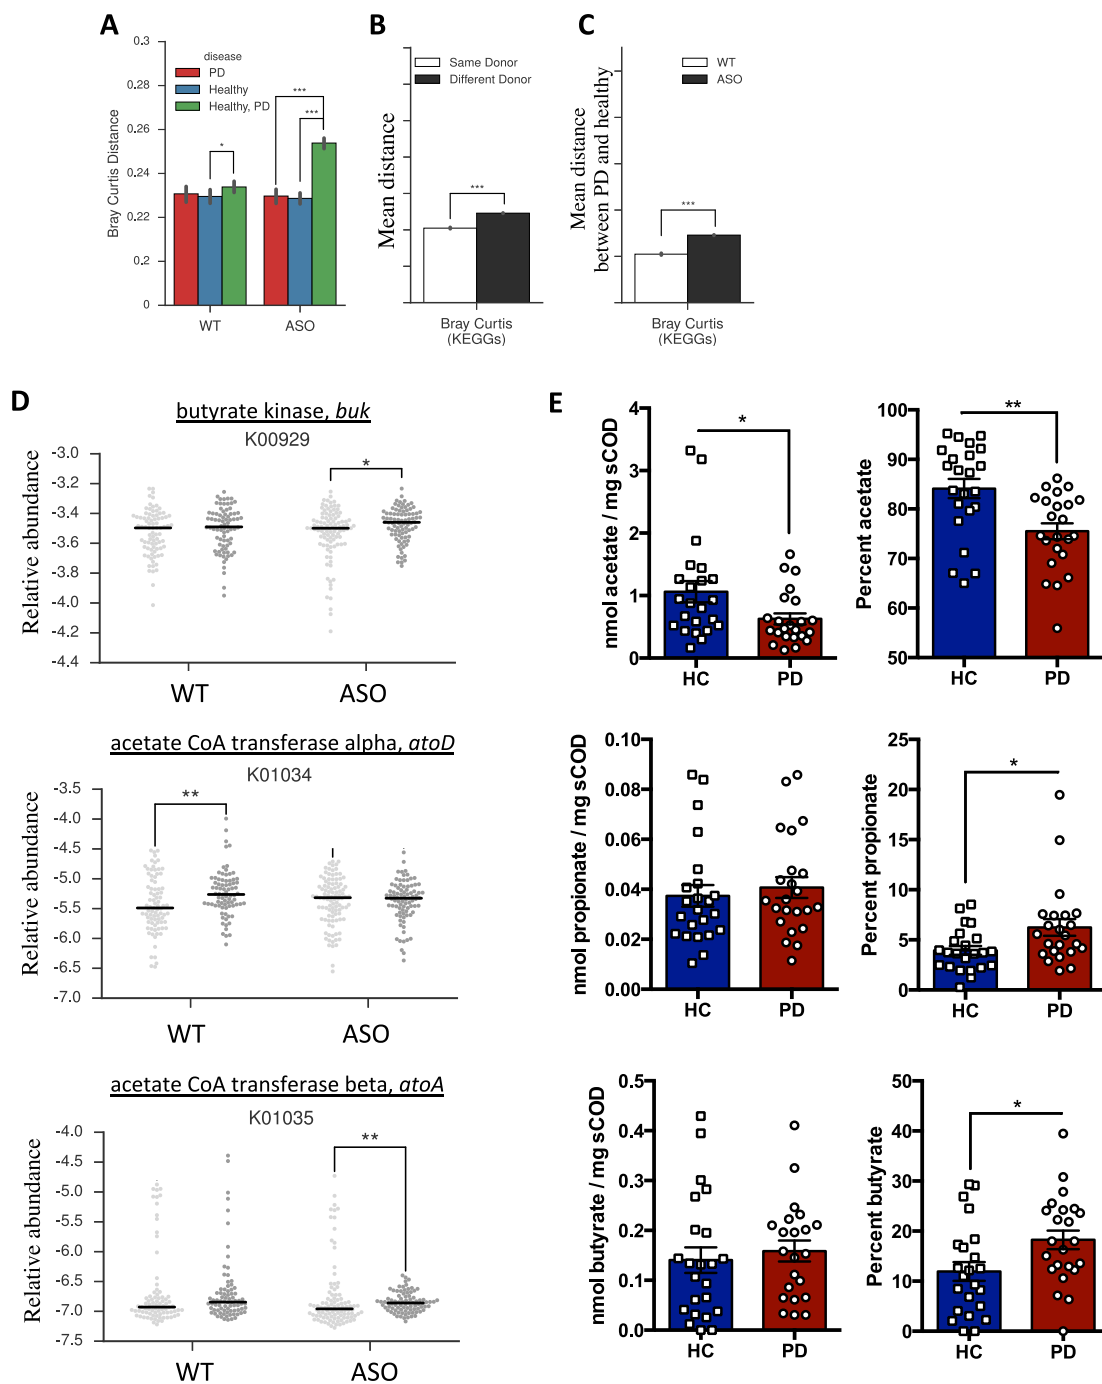 A
0.3
0.26
0.26
0.22
0.2
0
Bray Curtis Distance
disease
PD
Healthy
Healthy, PD
*
***
***
WT
ASO
B
Same Donor
Different Donor
Mean distance
***
Bray Curtis
(KEGGs)
C
WT
ASO
Mean distance
between PD and healthy
***
Bray Curtis
(KEGGs)
D
butyrate kinase, buk
K00929
Relative abundance
-3.0
-3.2
-3.4
-3.6
-3.8
-4.0
-4.2
-4.4
*
WT
ASO
acetate CoA transferase alpha, atoD
K01034
Relative abundance
-3.5
-4.0
-4.5
-5.0
-5.5
-6.0
-6.5
-7.0
**
WT
ASO
acetate CoA transferase beta, atoA
K01035
Relative abundance
-4.0
-4.5
-5.0
-5.5
-6.0
-6.5
-7.0
-7.5
**
WT
ASO
E
nmol acetate / mg sCOD
4
3
2
1
0
*
HC
PD
Percent acetate
100
90
80
70
60
50
**
HC
PD
nmol propionate / mg sCOD
0.10
0.08
0.06
0.04
0.02
0.00
HC
PD
Percent propionate
25
20
15
10
5
0
*
HC
PD
nmol butyrate / mg sCOD
0.5
0.4
0.3
0.2
0.1
0.0
HC
PD
Percent butyrate
50
40
30
20
10
0
*
HC
PD